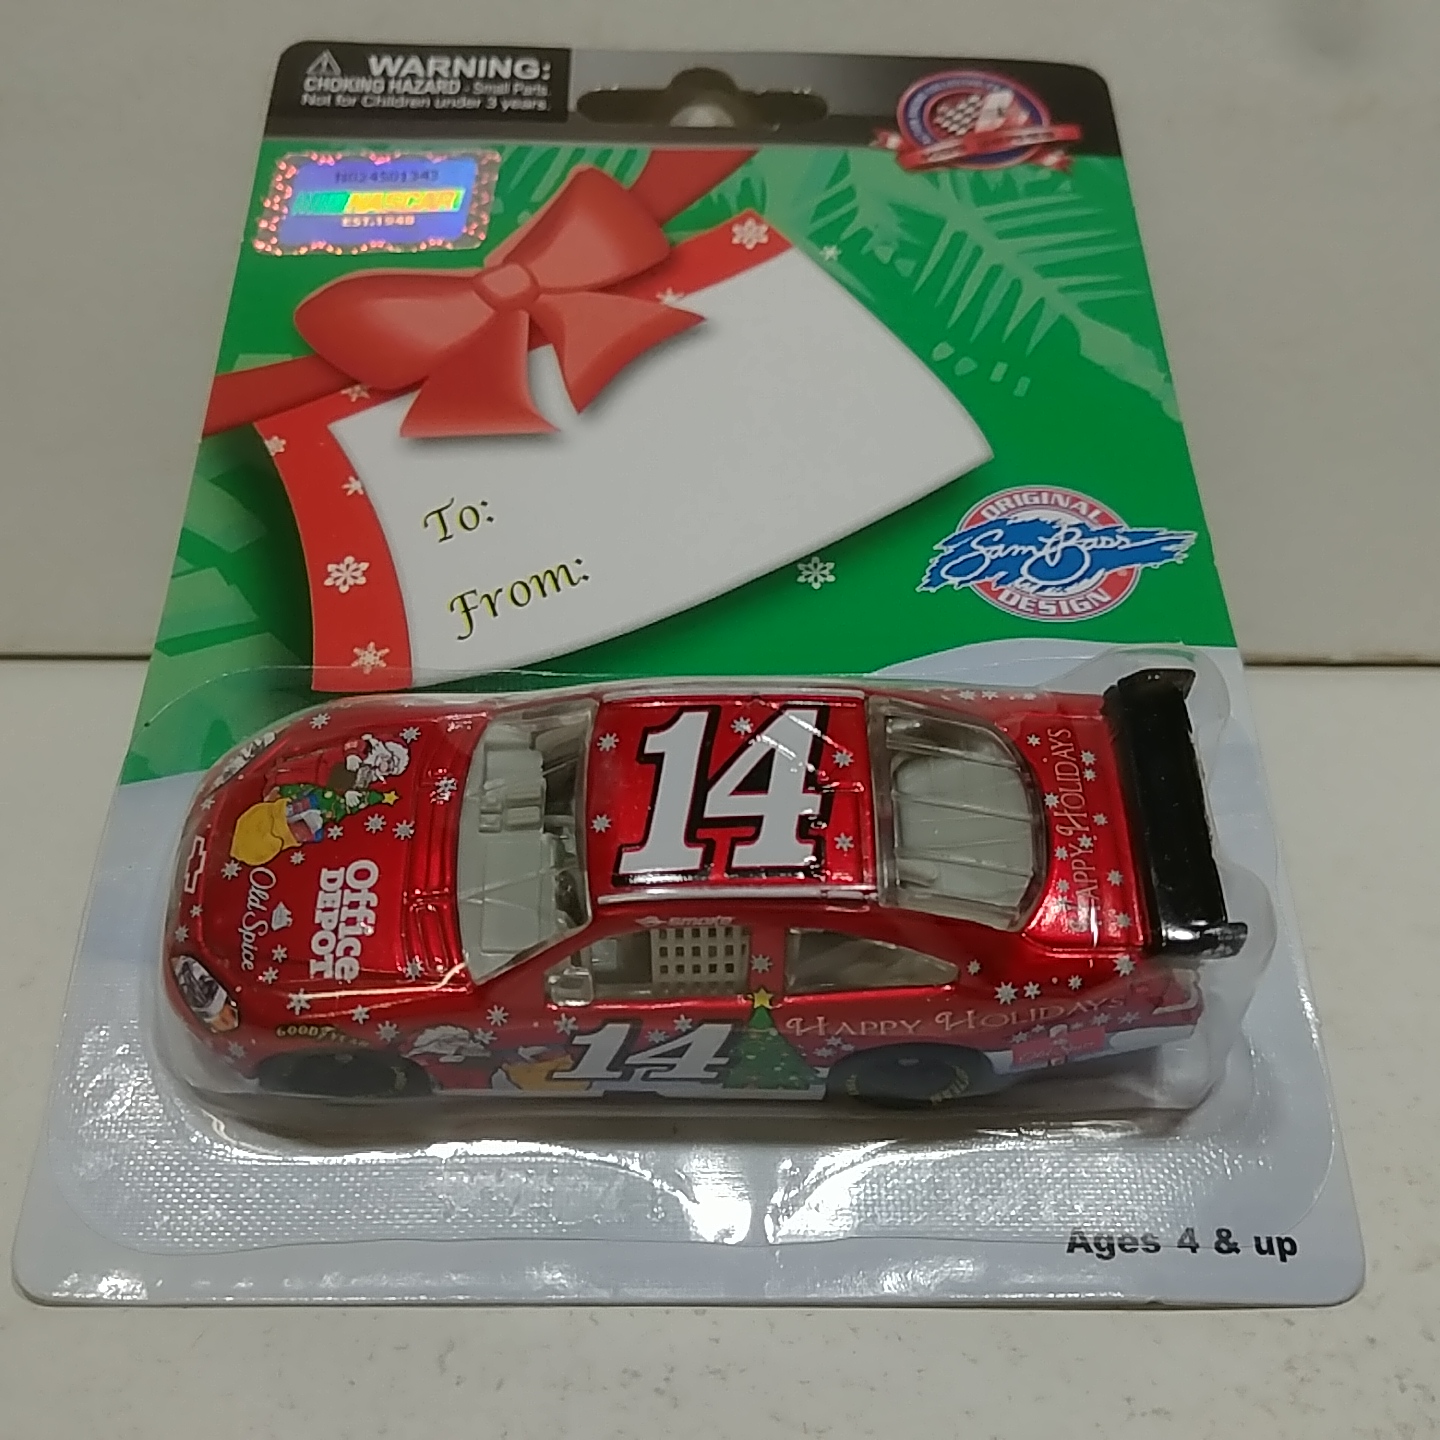 WARNING:
CHOKING HAZARD - Small Parts
Not for Children under 3 years.
N024501343
NASCAR
EST.1948
To:
From:
ORIGINAL
Sam Bass
DESIGN
14
HAPPY HOLIDAYS
Office
DEPOT
Old Spice
GOODYEAR
14
HAPPY HOLIDAYS
Ages 4 & up